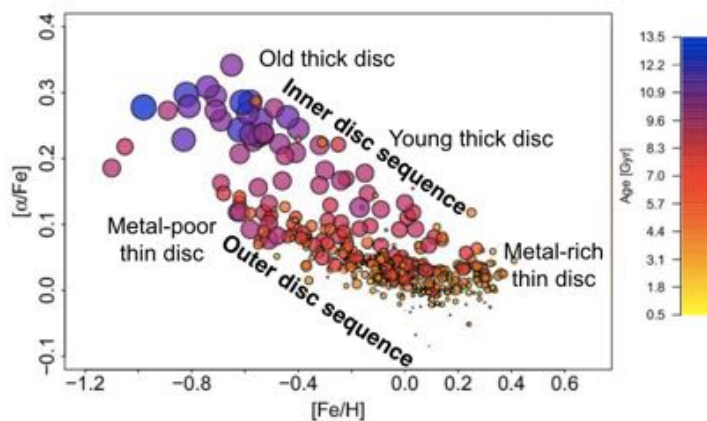 0.4
0.3
0.2
0.1
0.0
−0.1
[α/Fe]
Old thick disc
Inner disc sequence
Young thick disc
Metal-poor
thin disc
Outer disc sequence
Metal-rich
thin disc
−1.2
−0.8
−0.4
0.0
0.2
0.4
0.6
[Fe/H]
13.5
12.2
10.9
9.6
8.3
7.0
5.7
4.4
3.1
1.8
0.5
Age [Gyr]